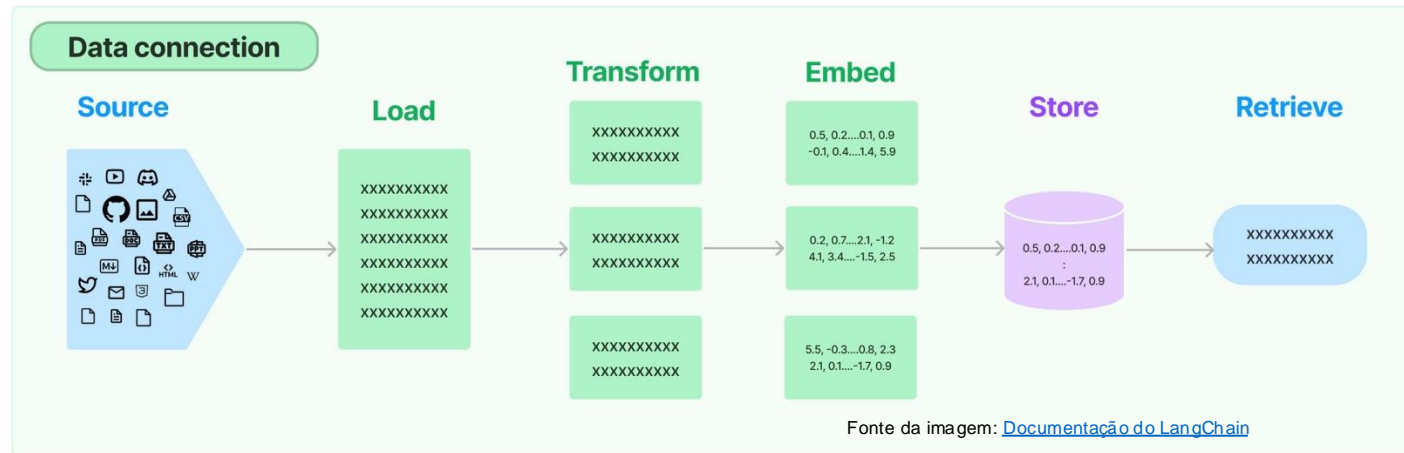 Data connection
Source
Load
Transform
Embed
Store
Retrieve
CSV
DOC
TXT
PPT
M↓
HTML
W
XXXXXXXXXX
XXXXXXXXXX
XXXXXXXXXX
XXXXXXXXXX
XXXXXXXXXX
XXXXXXXXXX
XXXXXXXXXX
XXXXXXXXXX
XXXXXXXXXX
XXXXXXXXXX
XXXXXXXXXX
XXXXXXXXXX
XXXXXXXXXX
0.5, 0.2....0.1, 0.9
-0.1, 0.4....1.4, 5.9
0.2, 0.7....2.1, -1.2
4.1, 3.4....-1.5, 2.5
5.5, -0.3....0.8, 2.3
2.1, 0.1....-1.7, 0.9
0.5, 0.2....0.1, 0.9
:
2.1, 0.1....-1.7, 0.9
XXXXXXXXXX
XXXXXXXXXX
Fonte da imagem: Documentação do LangChain